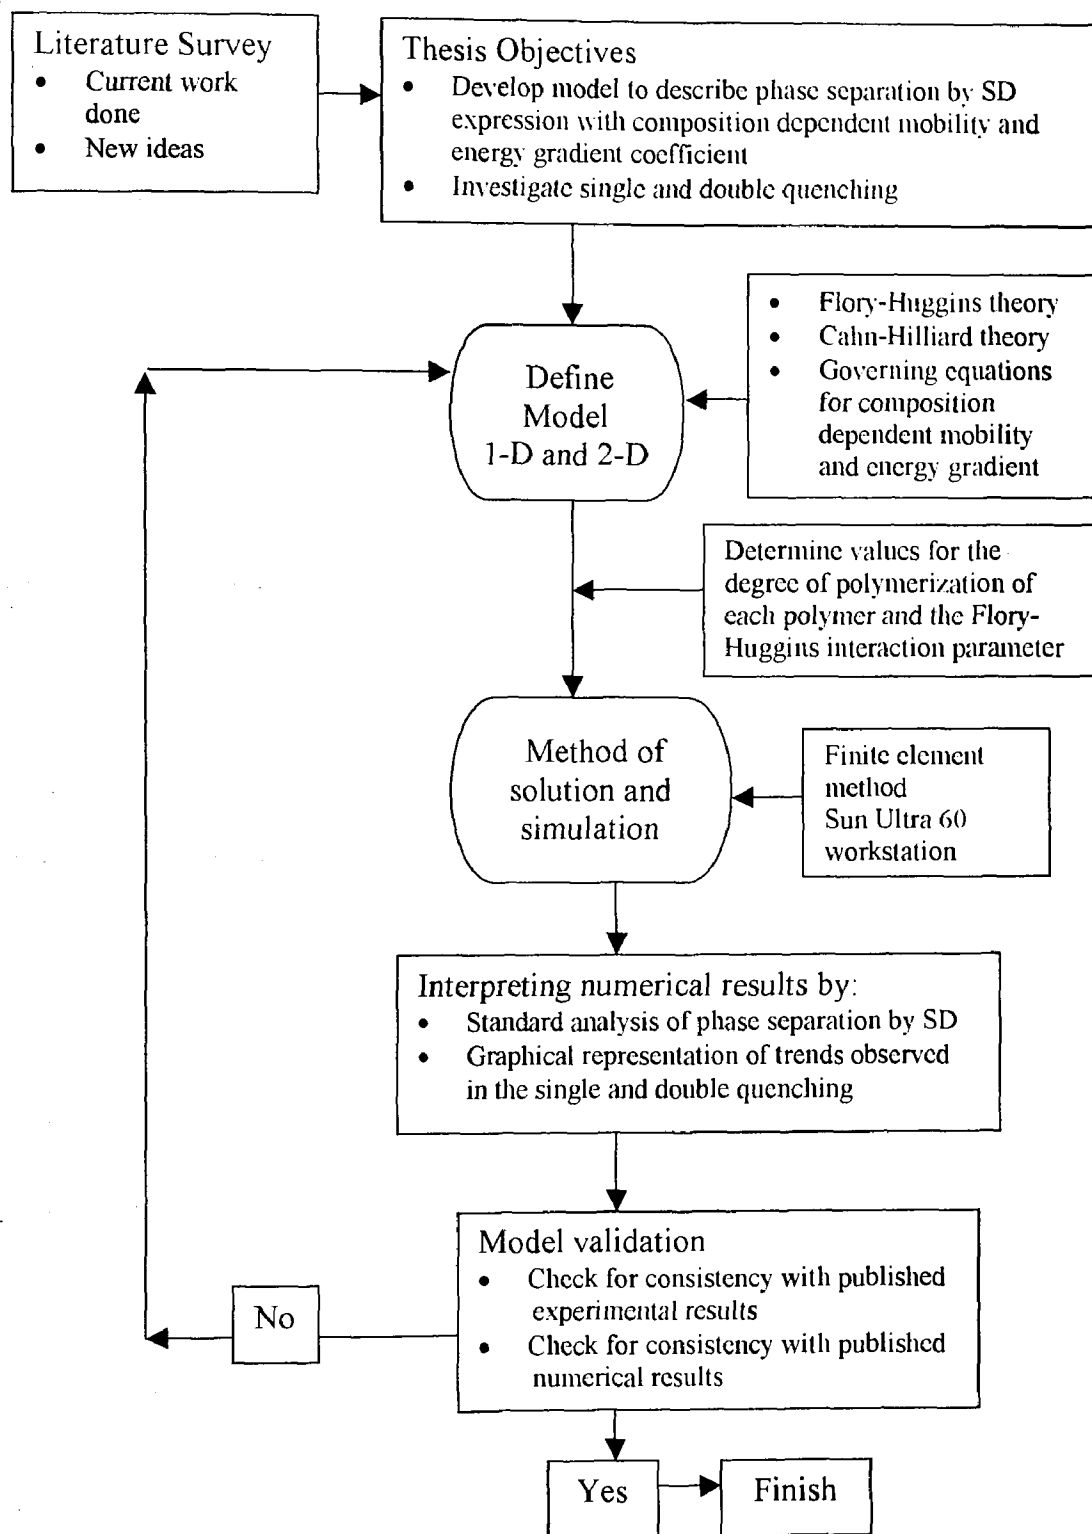 Literature Survey
• Current work
done
• New ideas
Thesis Objectives
• Develop model to describe phase separation by SD
expression with composition dependent mobility and
energy gradient coefficient
• Investigate single and double quenching
Define
Model
1-D and 2-D
• Flory-Huggins theory
• Cahn-Hilliard theory
• Governing equations
for composition
dependent mobility
and energy gradient
Determine values for the
degree of polymerization of
each polymer and the Flory-
Huggins interaction parameter
Method of
solution and
simulation
Finite element
method
Sun Ultra 60
workstation
Interpreting numerical results by:
• Standard analysis of phase separation by SD
• Graphical representation of trends observed
in the single and double quenching
Model validation
• Check for consistency with published
experimental results
• Check for consistency with published
numerical results
No
Yes
Finish